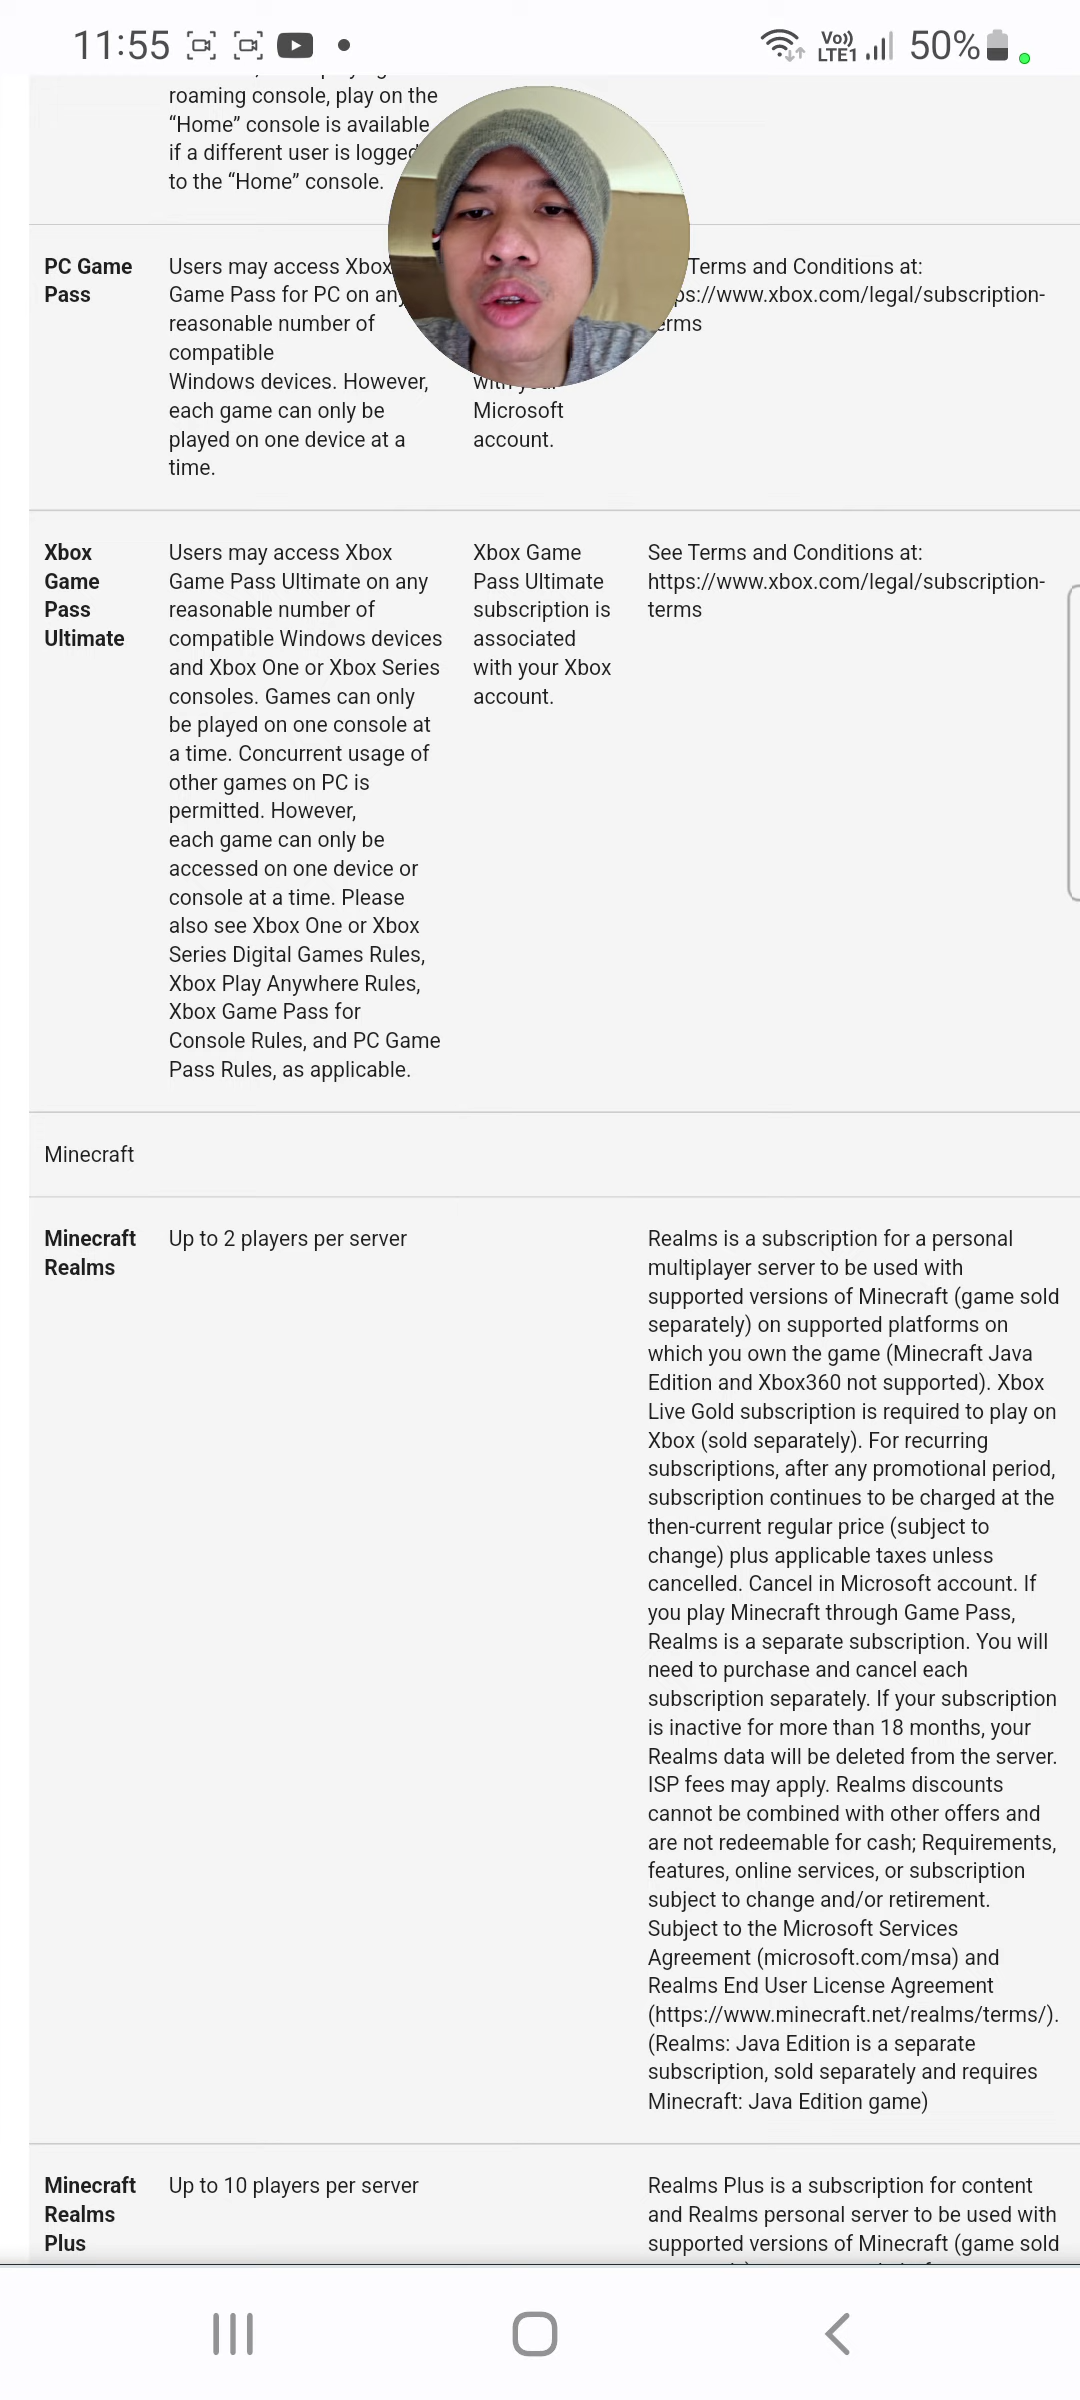 11:55
Vo)) LTE1 50%
roaming console, play on the
“Home” console is available
if a different user is logged
to the “Home” console.
PC Game
Pass
Users may access Xbox
Game Pass for PC on any
reasonable number of
compatible
Windows devices. However,
each game can only be
played on one device at a
time.
with your
Microsoft
account.
Terms and Conditions at:
ps://www.xbox.com/legal/subscription-
erms
Xbox
Game
Pass
Ultimate
Users may access Xbox
Game Pass Ultimate on any
reasonable number of
compatible Windows devices
and Xbox One or Xbox Series
consoles. Games can only
be played on one console at
a time. Concurrent usage of
other games on PC is
permitted. However,
each game can only be
accessed on one device or
console at a time. Please
also see Xbox One or Xbox
Series Digital Games Rules,
Xbox Play Anywhere Rules,
Xbox Game Pass for
Console Rules, and PC Game
Pass Rules, as applicable.
Xbox Game
Pass Ultimate
subscription is
associated
with your Xbox
account.
See Terms and Conditions at:
https://www.xbox.com/legal/subscription-
terms
Minecraft
Minecraft
Realms
Up to 2 players per server
Realms is a subscription for a personal
multiplayer server to be used with
supported versions of Minecraft (game sold
separately) on supported platforms on
which you own the game (Minecraft Java
Edition and Xbox360 not supported). Xbox
Live Gold subscription is required to play on
Xbox (sold separately). For recurring
subscriptions, after any promotional period,
subscription continues to be charged at the
then-current regular price (subject to
change) plus applicable taxes unless
cancelled. Cancel in Microsoft account. If
you play Minecraft through Game Pass,
Realms is a separate subscription. You will
need to purchase and cancel each
subscription separately. If your subscription
is inactive for more than 18 months, your
Realms data will be deleted from the server.
ISP fees may apply. Realms discounts
cannot be combined with other offers and
are not redeemable for cash; Requirements,
features, online services, or subscription
subject to change and/or retirement.
Subject to the Microsoft Services
Agreement (microsoft.com/msa) and
Realms End User License Agreement
(https://www.minecraft.net/realms/terms/).
(Realms: Java Edition is a separate
subscription, sold separately and requires
Minecraft: Java Edition game)
Minecraft
Realms
Plus
Up to 10 players per server
Realms Plus is a subscription for content
and Realms personal server to be used with
supported versions of Minecraft (game sold